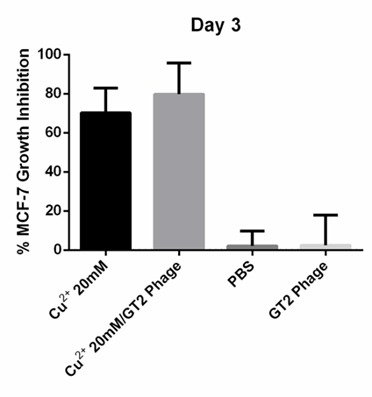 Day 3
% MCF-7 Growth Inhibition
100
80
60
40
20
0
Cu²⁺ 20mM
Cu²⁺ 20mM/GT2 Phage
PBS
GT2 Phage